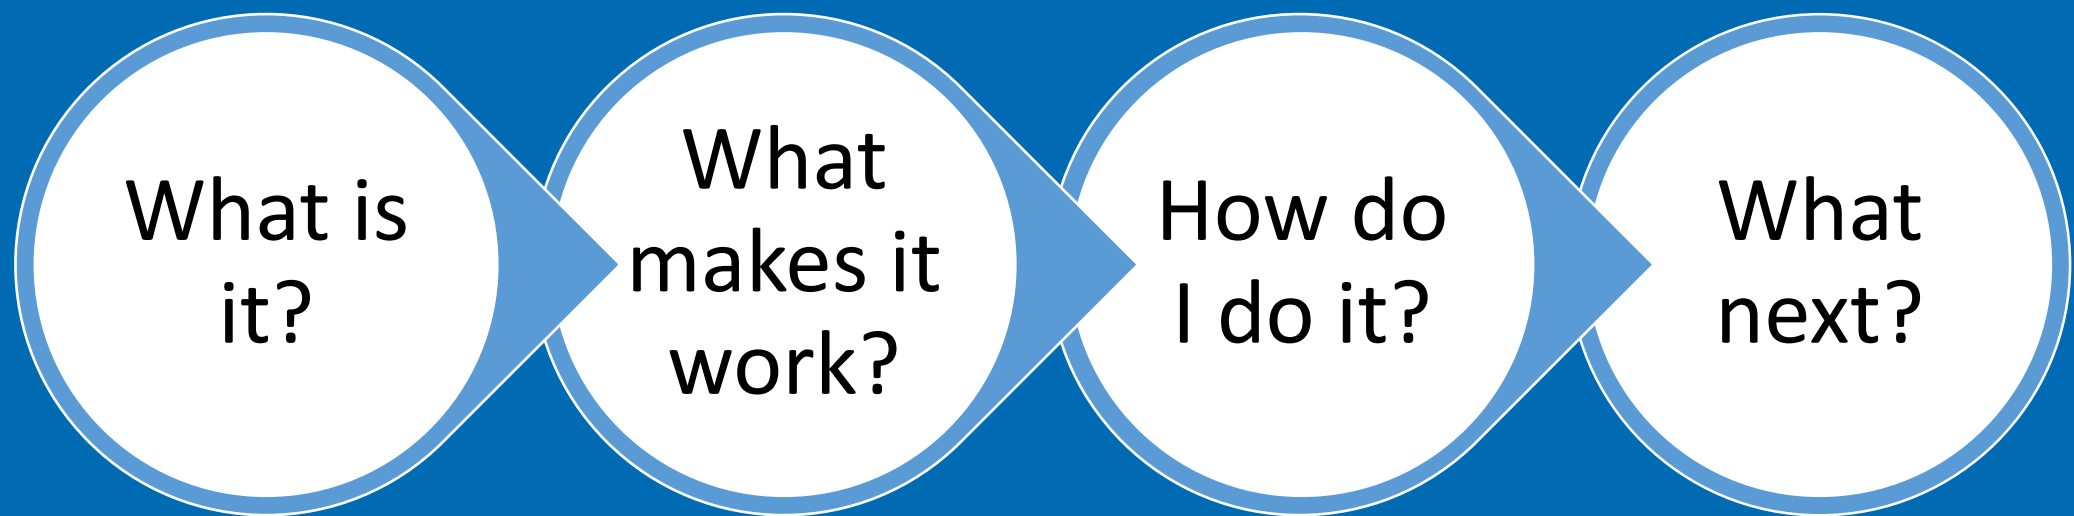 What is
it?
What
makes it
work?
How do
I do it?
What
next?